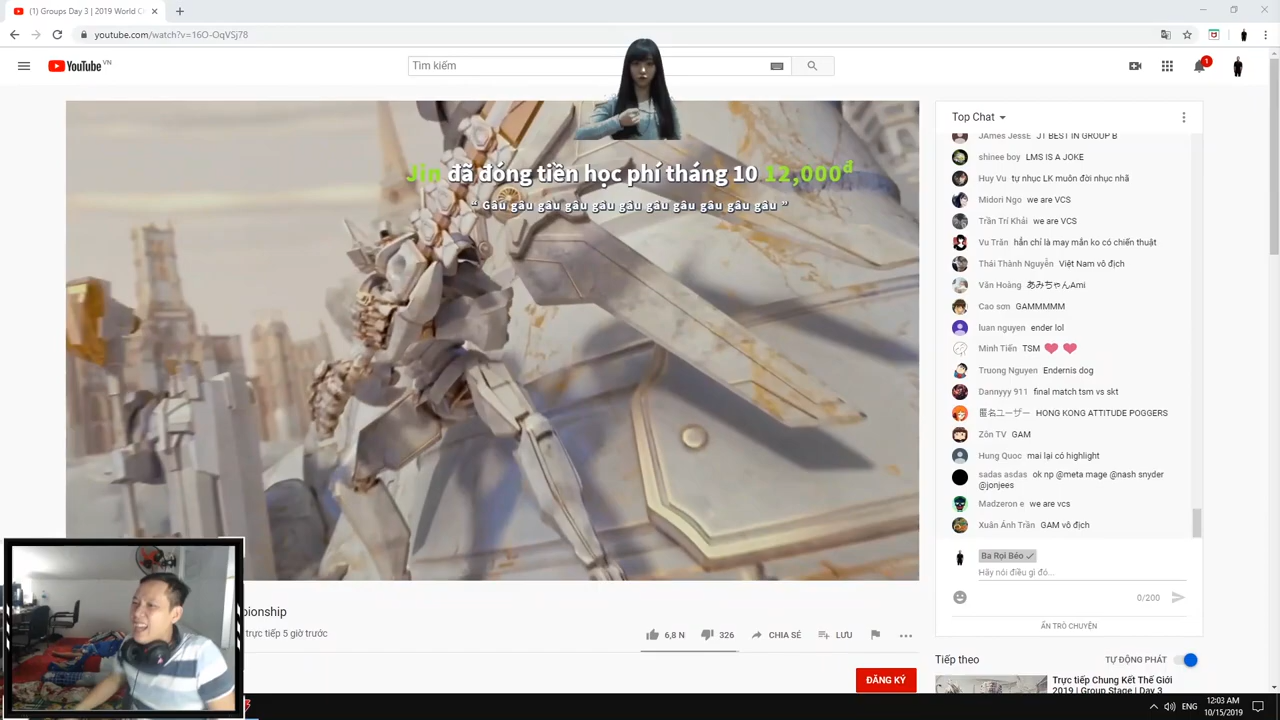 (1) Groups Day 3 | 2019 World C
youtube.com/watch?v=16O-OqVSj78
YouTube VN
Tìm kiếm
1
Jin đã đóng tiền học phí tháng 10 12,000đ
“ Gâu gâu gâu gâu gâu gâu gâu gâu gâu gâu gâu ”
Top Chat
JAmes JessE JT BEST IN GROUP B
shinee boy LMS IS A JOKE
Huy Vu tự nhục LK muôn đời nhục nhã
Midori Ngo we are VCS
Trần Trí Khải we are VCS
Vu Trăn hẳn chỉ là may mắn ko có chiến thuật
Thái Thành Nguyễn Việt Nam vô địch
Văn Hoàng あみちゃんAmi
Cao sơn GAMMMMM
luan nguyen ender lol
Minh Tiến TSM
Truong Nguyen Endernis dog
Dannyyy 911 final match tsm vs skt
匿名ユーザー HONG KONG ATTITUDE POGGERS
Zôn TV GAM
Hung Quoc mai lại có highlight
sadas asdas ok np @meta mage @nash snyder
@jonjees
Madzeron e we are vcs
Xuân Ánh Trần GAM vô địch
Ba Rọi Béo
Hãy nói điều gì đó...
0/200
ẨN TRÒ CHUYỆN
pionship
trực tiếp 5 giờ trước
6,8 N 326 CHIA SẺ LƯU
ĐĂNG KÝ
Tiếp theo TỰ ĐỘNG PHÁT
Trực tiếp Chung Kết Thế Giới
2019 | Group Stage | Day 3
ENG 12:03 AM
10/15/2019